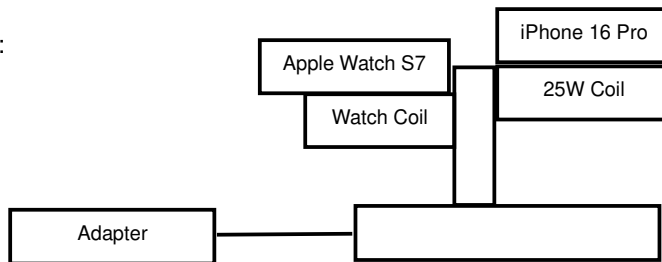 :
iPhone 16 Pro
Apple Watch S7
25W Coil
Watch Coil
Adapter